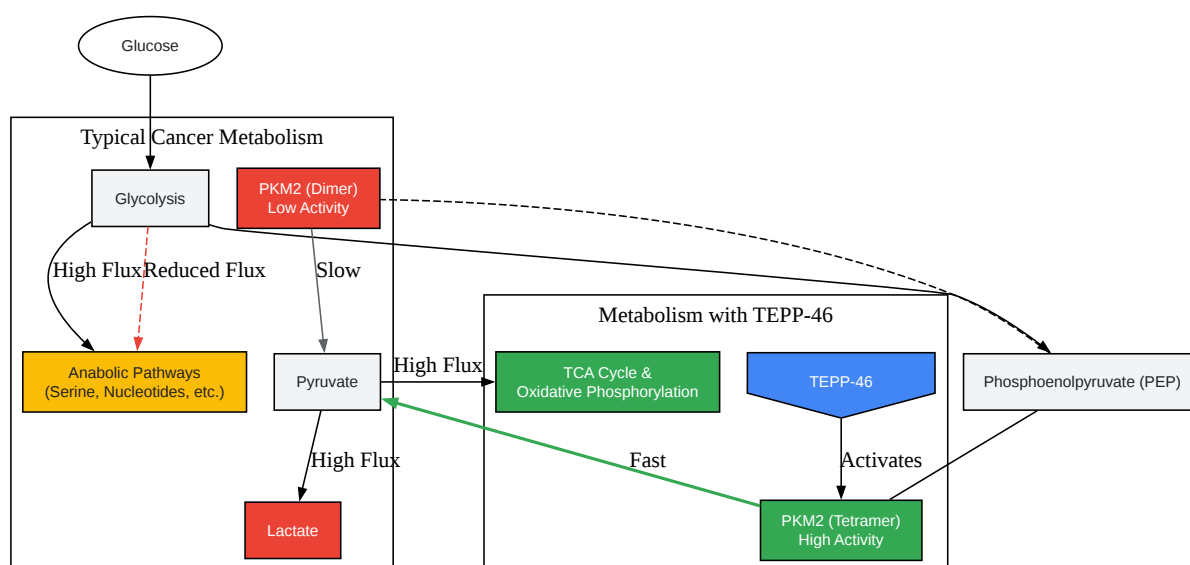 Glucose
Typical Cancer Metabolism
Glycolysis
PKM2 (Dimer)
Low Activity
High Flux
Reduced Flux
Slow
Metabolism with TEPP-46
Anabolic Pathways
(Serine, Nucleotides, etc.)
Pyruvate
High Flux
TCA Cycle &
Oxidative Phosphorylation
TEPP-46
Phosphoenolpyruvate (PEP)
High Flux
Fast
Activates
Lactate
PKM2 (Tetramer)
High Activity